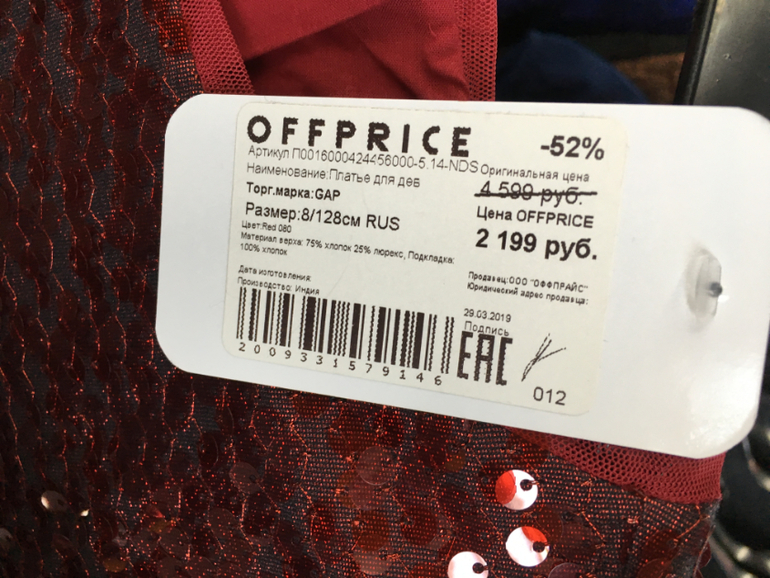 OFFPRICE
-52%
Артикул П0016000424456000-5.14-NDS
Оригинальная цена
Наименование:Платье для дев
4 599 руб.
Торг.марка:GAP
Цена OFFPRICE
Размер:8/128см RUS
2 199 руб.
Цвет:Red 080
Материал верха: 75% хлопок 25% люрекс, Подкладка:
100% хлопок
Продавец:ООО "ОФФПРАЙС"
Юридический адрес продавца:
Дата изготовления:
Производство: Индия
29.03.2019
Подпись
EAC
2009331579146
012